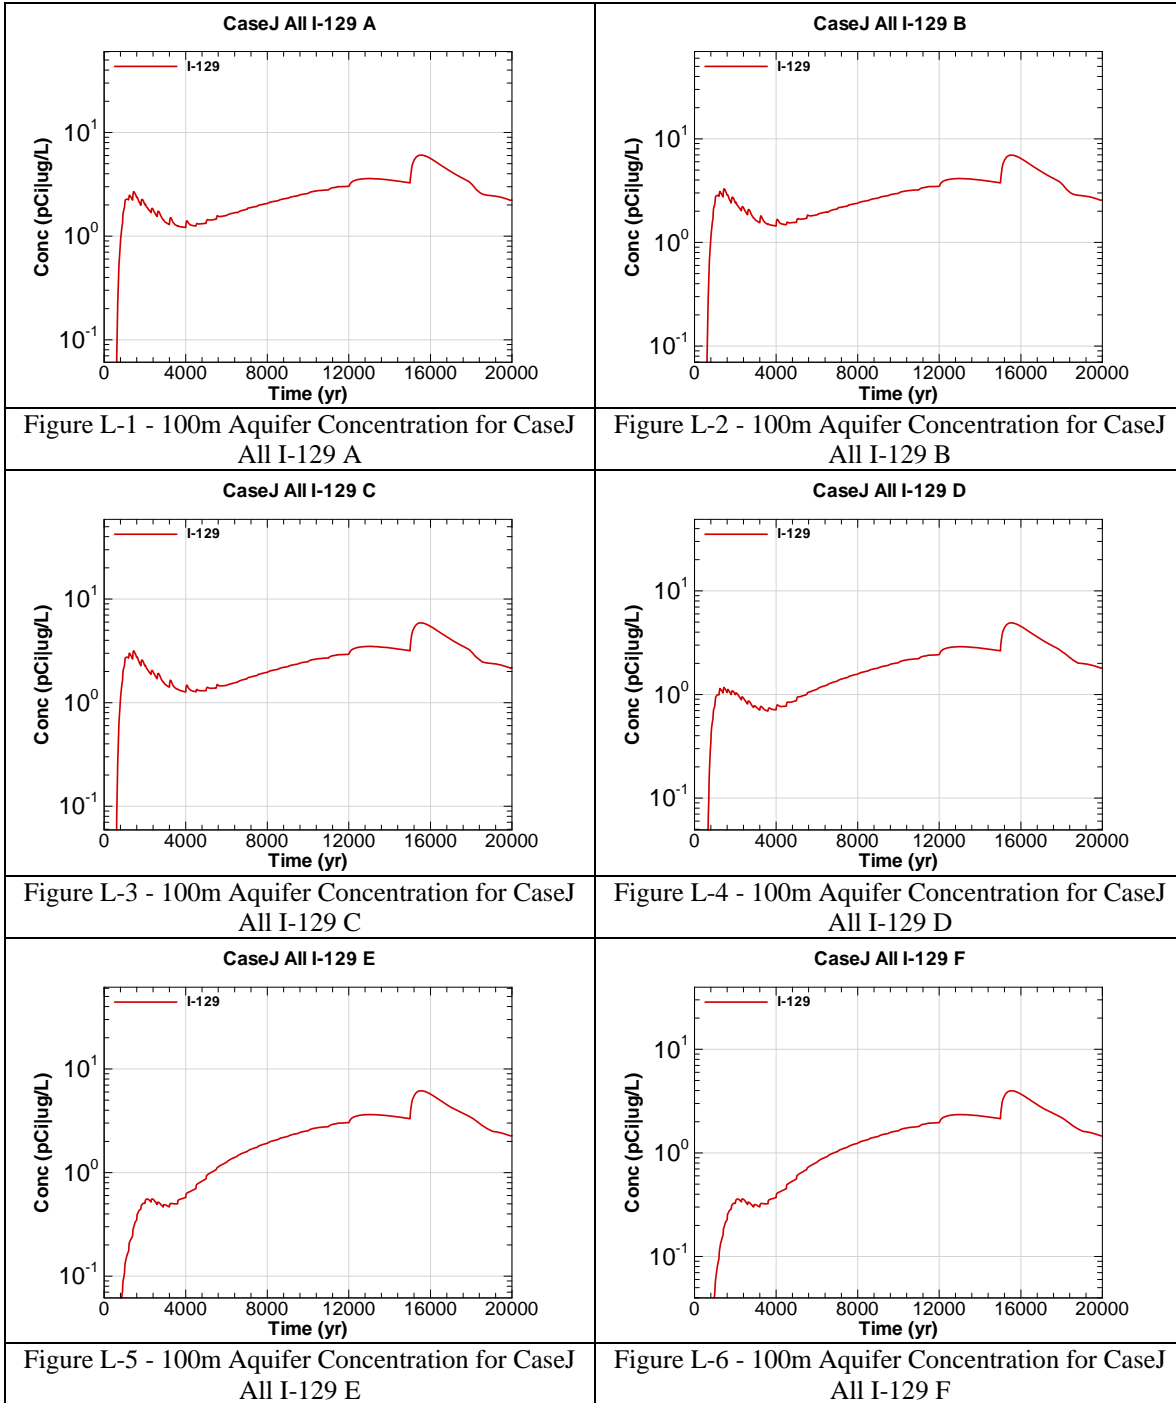 CaseJ All I-129 A
I-129
10^1
10^0
10^-1
Conc (pCi|ug/L)
0 4000 8000 12000 16000 20000
Time (yr)
Figure L-1 - 100m Aquifer Concentration for CaseJ
All I-129 A
CaseJ All I-129 B
I-129
10^1
10^0
10^-1
Conc (pCi|ug/L)
0 4000 8000 12000 16000 20000
Time (yr)
Figure L-2 - 100m Aquifer Concentration for CaseJ
All I-129 B
CaseJ All I-129 C
I-129
10^1
10^0
10^-1
Conc (pCi|ug/L)
0 4000 8000 12000 16000 20000
Time (yr)
Figure L-3 - 100m Aquifer Concentration for CaseJ
All I-129 C
CaseJ All I-129 D
I-129
10^1
10^0
10^-1
Conc (pCi|ug/L)
0 4000 8000 12000 16000 20000
Time (yr)
Figure L-4 - 100m Aquifer Concentration for CaseJ
All I-129 D
CaseJ All I-129 E
I-129
10^1
10^0
10^-1
Conc (pCi|ug/L)
0 4000 8000 12000 16000 20000
Time (yr)
Figure L-5 - 100m Aquifer Concentration for CaseJ
All I-129 E
CaseJ All I-129 F
I-129
10^1
10^0
10^-1
Conc (pCi|ug/L)
0 4000 8000 12000 16000 20000
Time (yr)
Figure L-6 - 100m Aquifer Concentration for CaseJ
All I-129 F